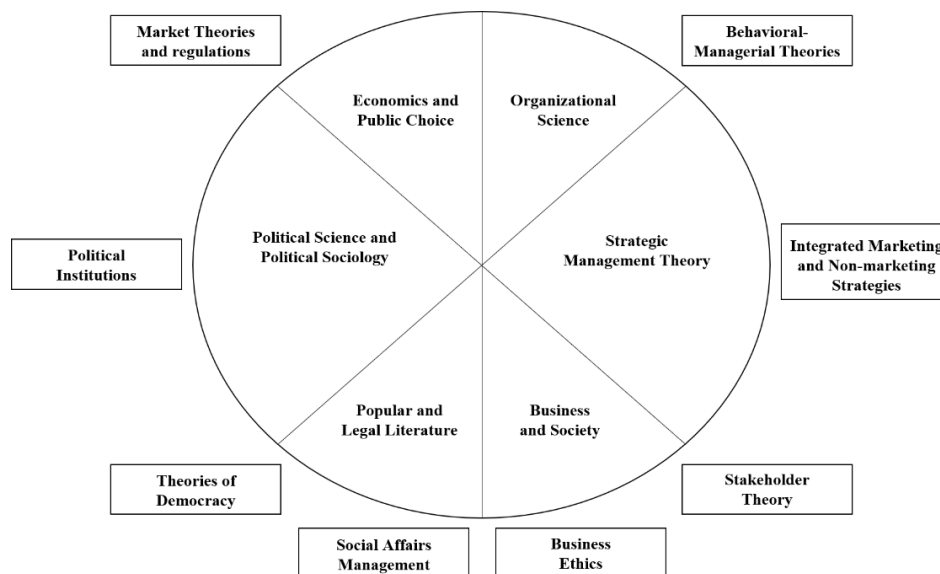 Market Theories
and regulations
Behavioral-
Managerial Theories
Economics and
Public Choice
Organizational
Science
Political Science and
Political Sociology
Strategic
Management Theory
Political
Institutions
Integrated Marketing
and Non-marketing
Strategies
Popular and
Legal Literature
Business
and Society
Theories of
Democracy
Stakeholder
Theory
Social Affairs
Management
Business
Ethics